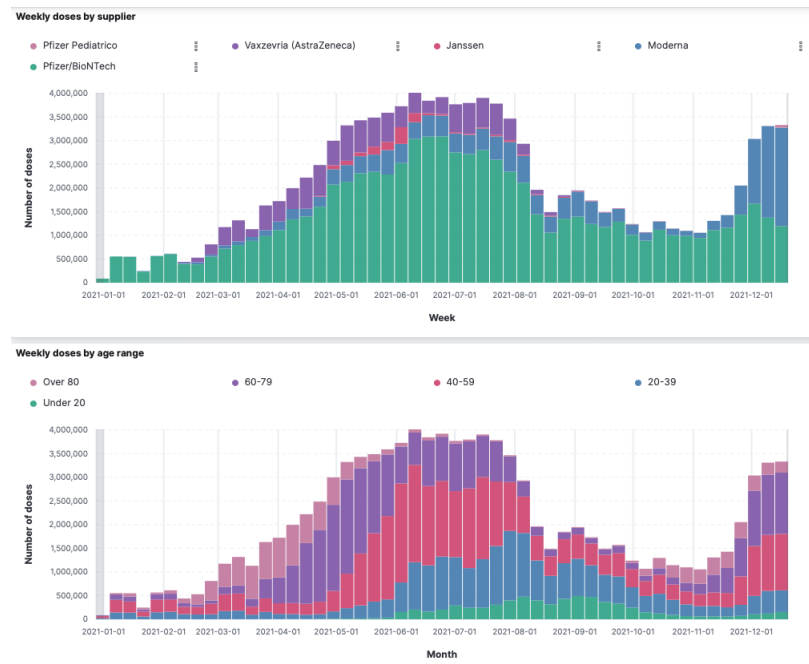 Weekly doses by supplier
Pfizer Pediatrico Vaxzevria (AstraZeneca) Janssen Moderna
Pfizer/BioNTech
4,000,000
3,500,000
3,000,000
2,500,000
2,000,000
1,500,000
1,000,000
500,000
0
Number of doses
2021-01-01 2021-02-01 2021-03-01 2021-04-01 2021-05-01 2021-06-01 2021-07-01 2021-08-01 2021-09-01 2021-10-01 2021-11-01 2021-12-01
Week
Weekly doses by age range
Over 80 60-79 40-59 20-39
Under 20
4,000,000
3,500,000
3,000,000
2,500,000
2,000,000
1,500,000
1,000,000
500,000
0
Number of doses
2021-01-01 2021-02-01 2021-03-01 2021-04-01 2021-05-01 2021-06-01 2021-07-01 2021-08-01 2021-09-01 2021-10-01 2021-11-01 2021-12-01
Month